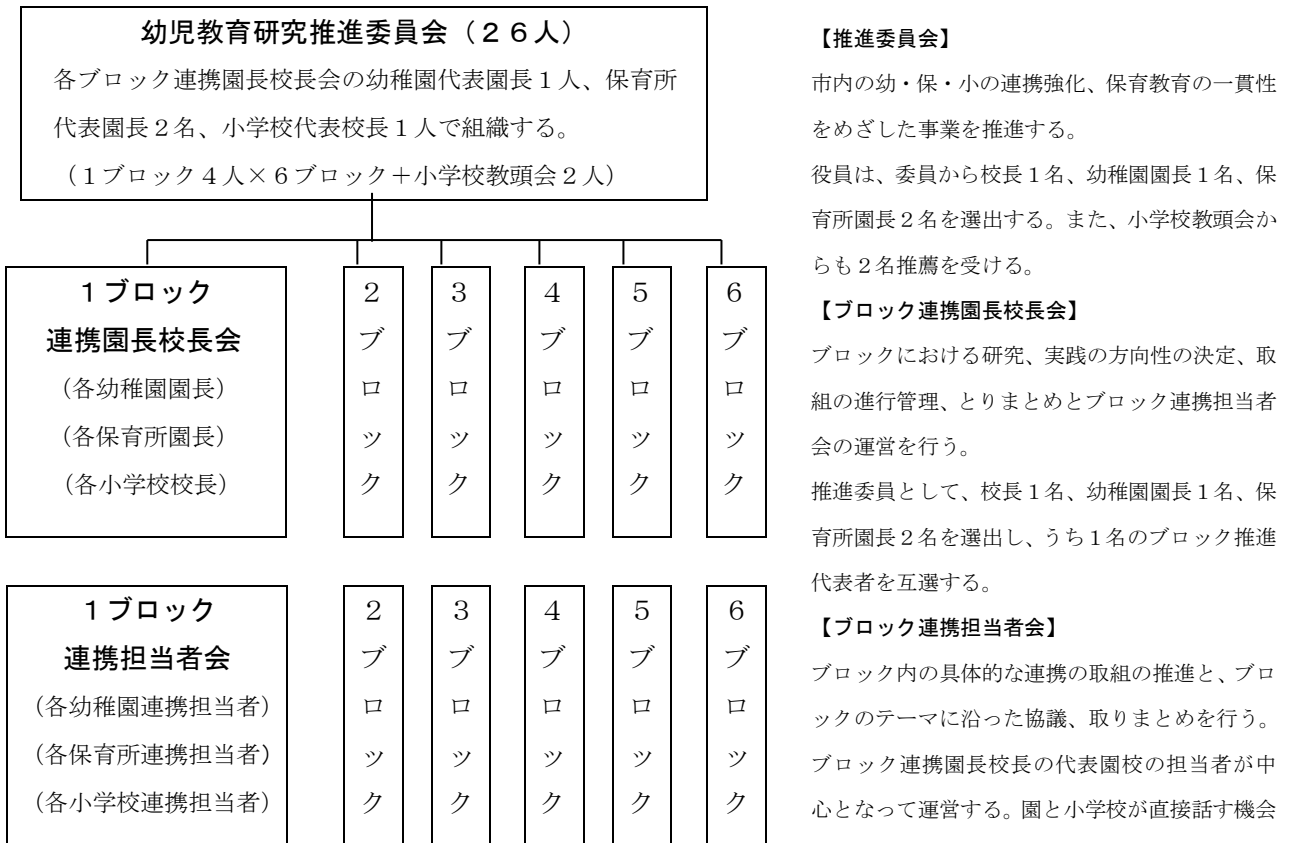 幼児教育研究推進委員会（２６人）
各ブロック連携園長校長会の幼稚園代表園長１人、保育所
代表園長２名、小学校代表校長１人で組織する。
（１ブロック４人×６ブロック＋小学校教頭会２人）
１ブロック
連携園長校長会
（各幼稚園園長）
（各保育所園長）
（各小学校校長）
２ブロック
３ブロック
４ブロック
５ブロック
６ブロック
１ブロック
連携担当者会
（各幼稚園連携担当者）
（各保育所連携担当者）
（各小学校連携担当者）
２ブロック
３ブロック
４ブロック
５ブロック
６ブロック
【推進委員会】
市内の幼・保・小の連携強化、保育教育の一貫性
をめざした事業を推進する。
役員は、委員から校長１名、幼稚園園長１名、保
育所園長２名を選出する。また、小学校教頭会か
らも２名推薦を受ける。
【ブロック連携園長校長会】
ブロックにおける研究、実践の方向性の決定、取
組の進行管理、とりまとめとブロック連携担当者
会の運営を行う。
推進委員として、校長１名、幼稚園園長１名、保
育所園長２名を選出し、うち１名のブロック推進
代表者を互選する。
【ブロック連携担当者会】
ブロック内の具体的な連携の取組の推進と、ブロ
ックのテーマに沿った協議、取りまとめを行う。
ブロック連携園長校長の代表園校の担当者が中
心となって運営する。園と小学校が直接話す機会